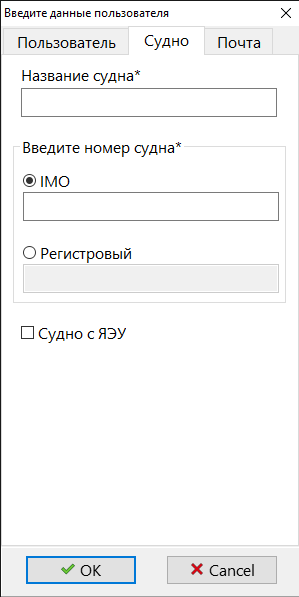 Введите данные пользователя
Пользователь Судно Почта
Название судна*
Введите номер судна*
IMO
Регистровый
Судно с ЯЭУ
OK Cancel